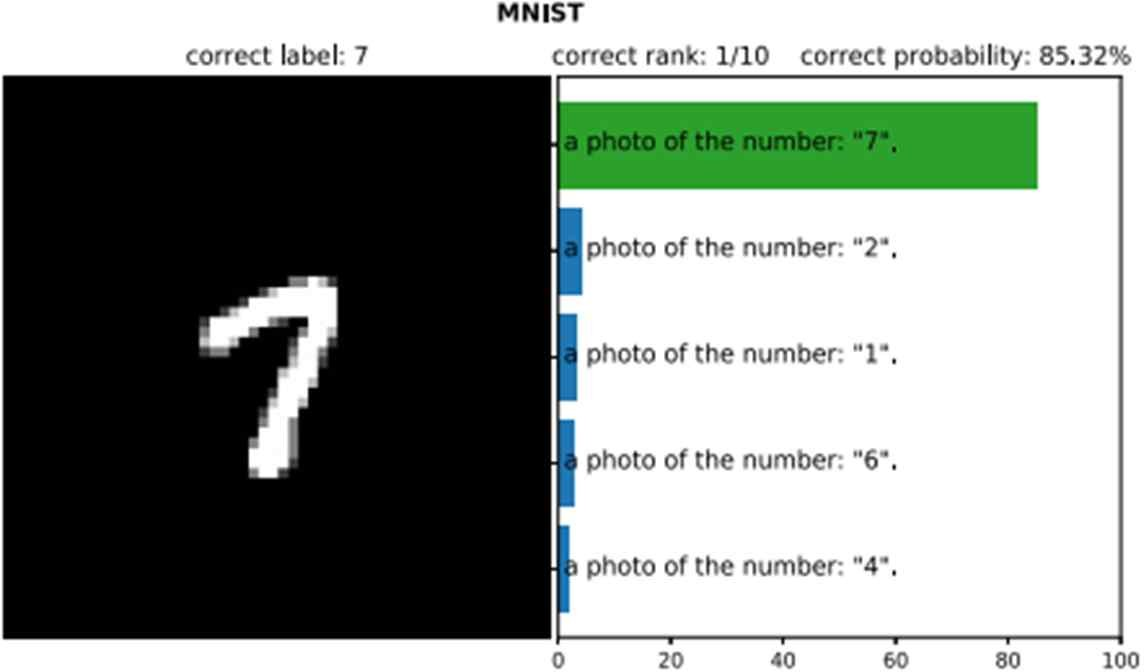 MNIST
correct label: 7
correct rank: 1/10 correct probability: 85.32%
7
a photo of the number: "7".
a photo of the number: "2".
a photo of the number: "1".
a photo of the number: "6".
a photo of the number: "4".
0 20 40 60 80 100